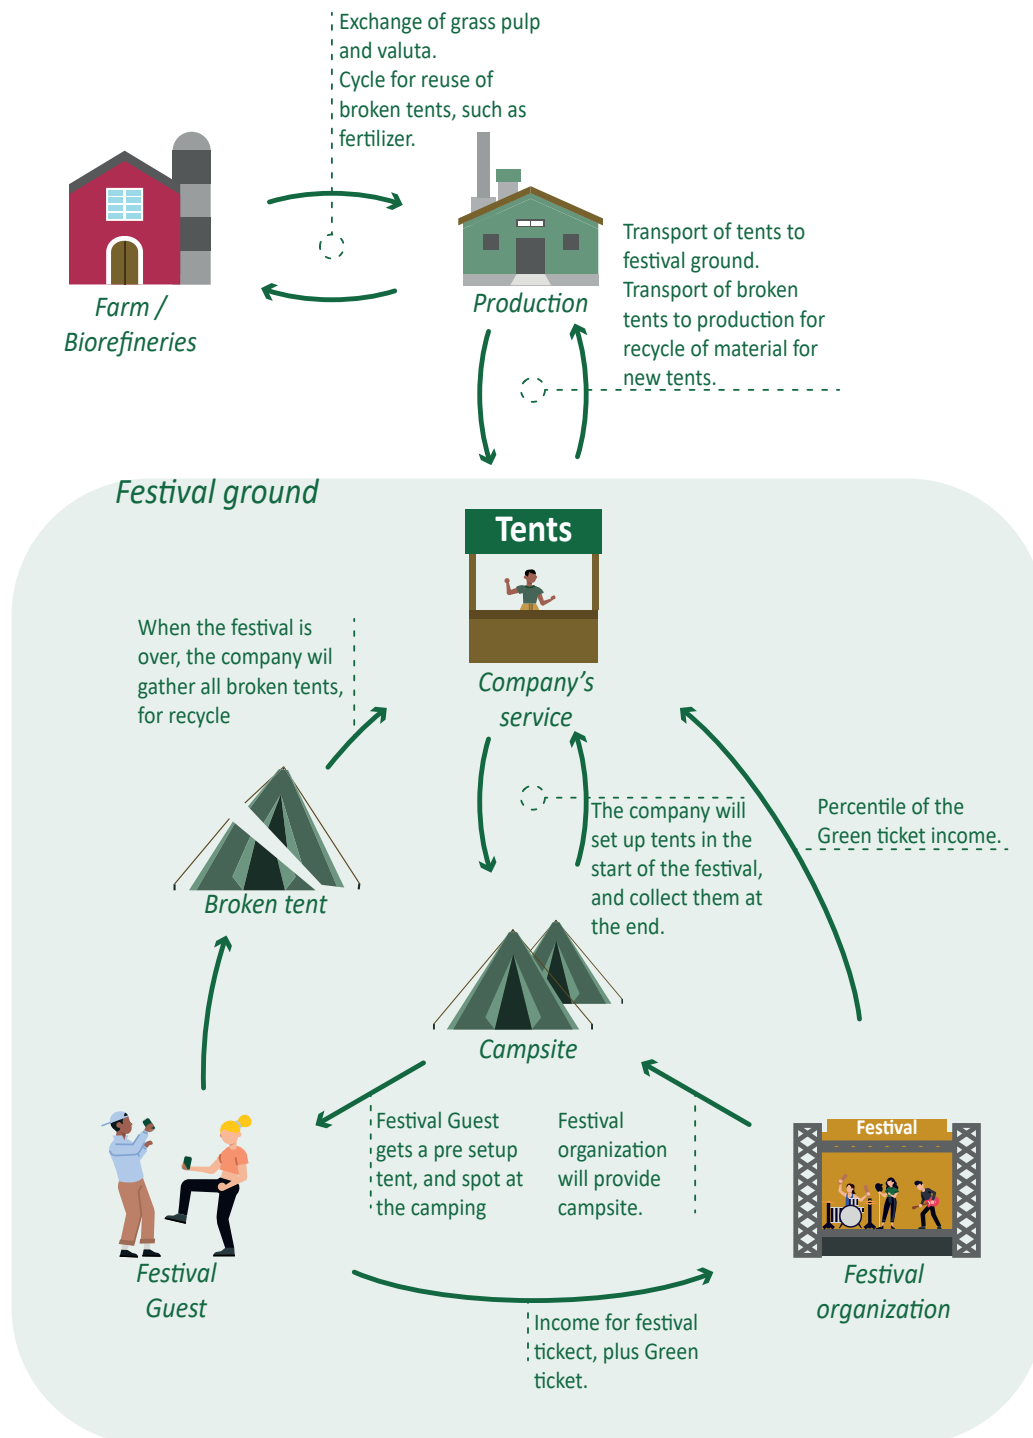 Exchange of grass pulp
and valuta.
Cycle for reuse of
broken tents, such as
fertilizer.
Farm /
Biorefineries
Production
Transport of tents to
festival ground.
Transport of broken
tents to production for
recycle of material for
new tents.
Festival ground
Tents
Company's
service
When the festival is
over, the company wil
gather all broken tents,
for recycle
Broken tent
The company will
set up tents in the
start of the festival,
and collect them at
the end.
Percentile of the
Green ticket income.
Campsite
Festival Guest
gets a pre setup
tent, and spot at
the camping
Festival
organization
will provide
campsite.
Festival
Festival
Guest
Festival
organization
Income for festival
tickect, plus Green
ticket.